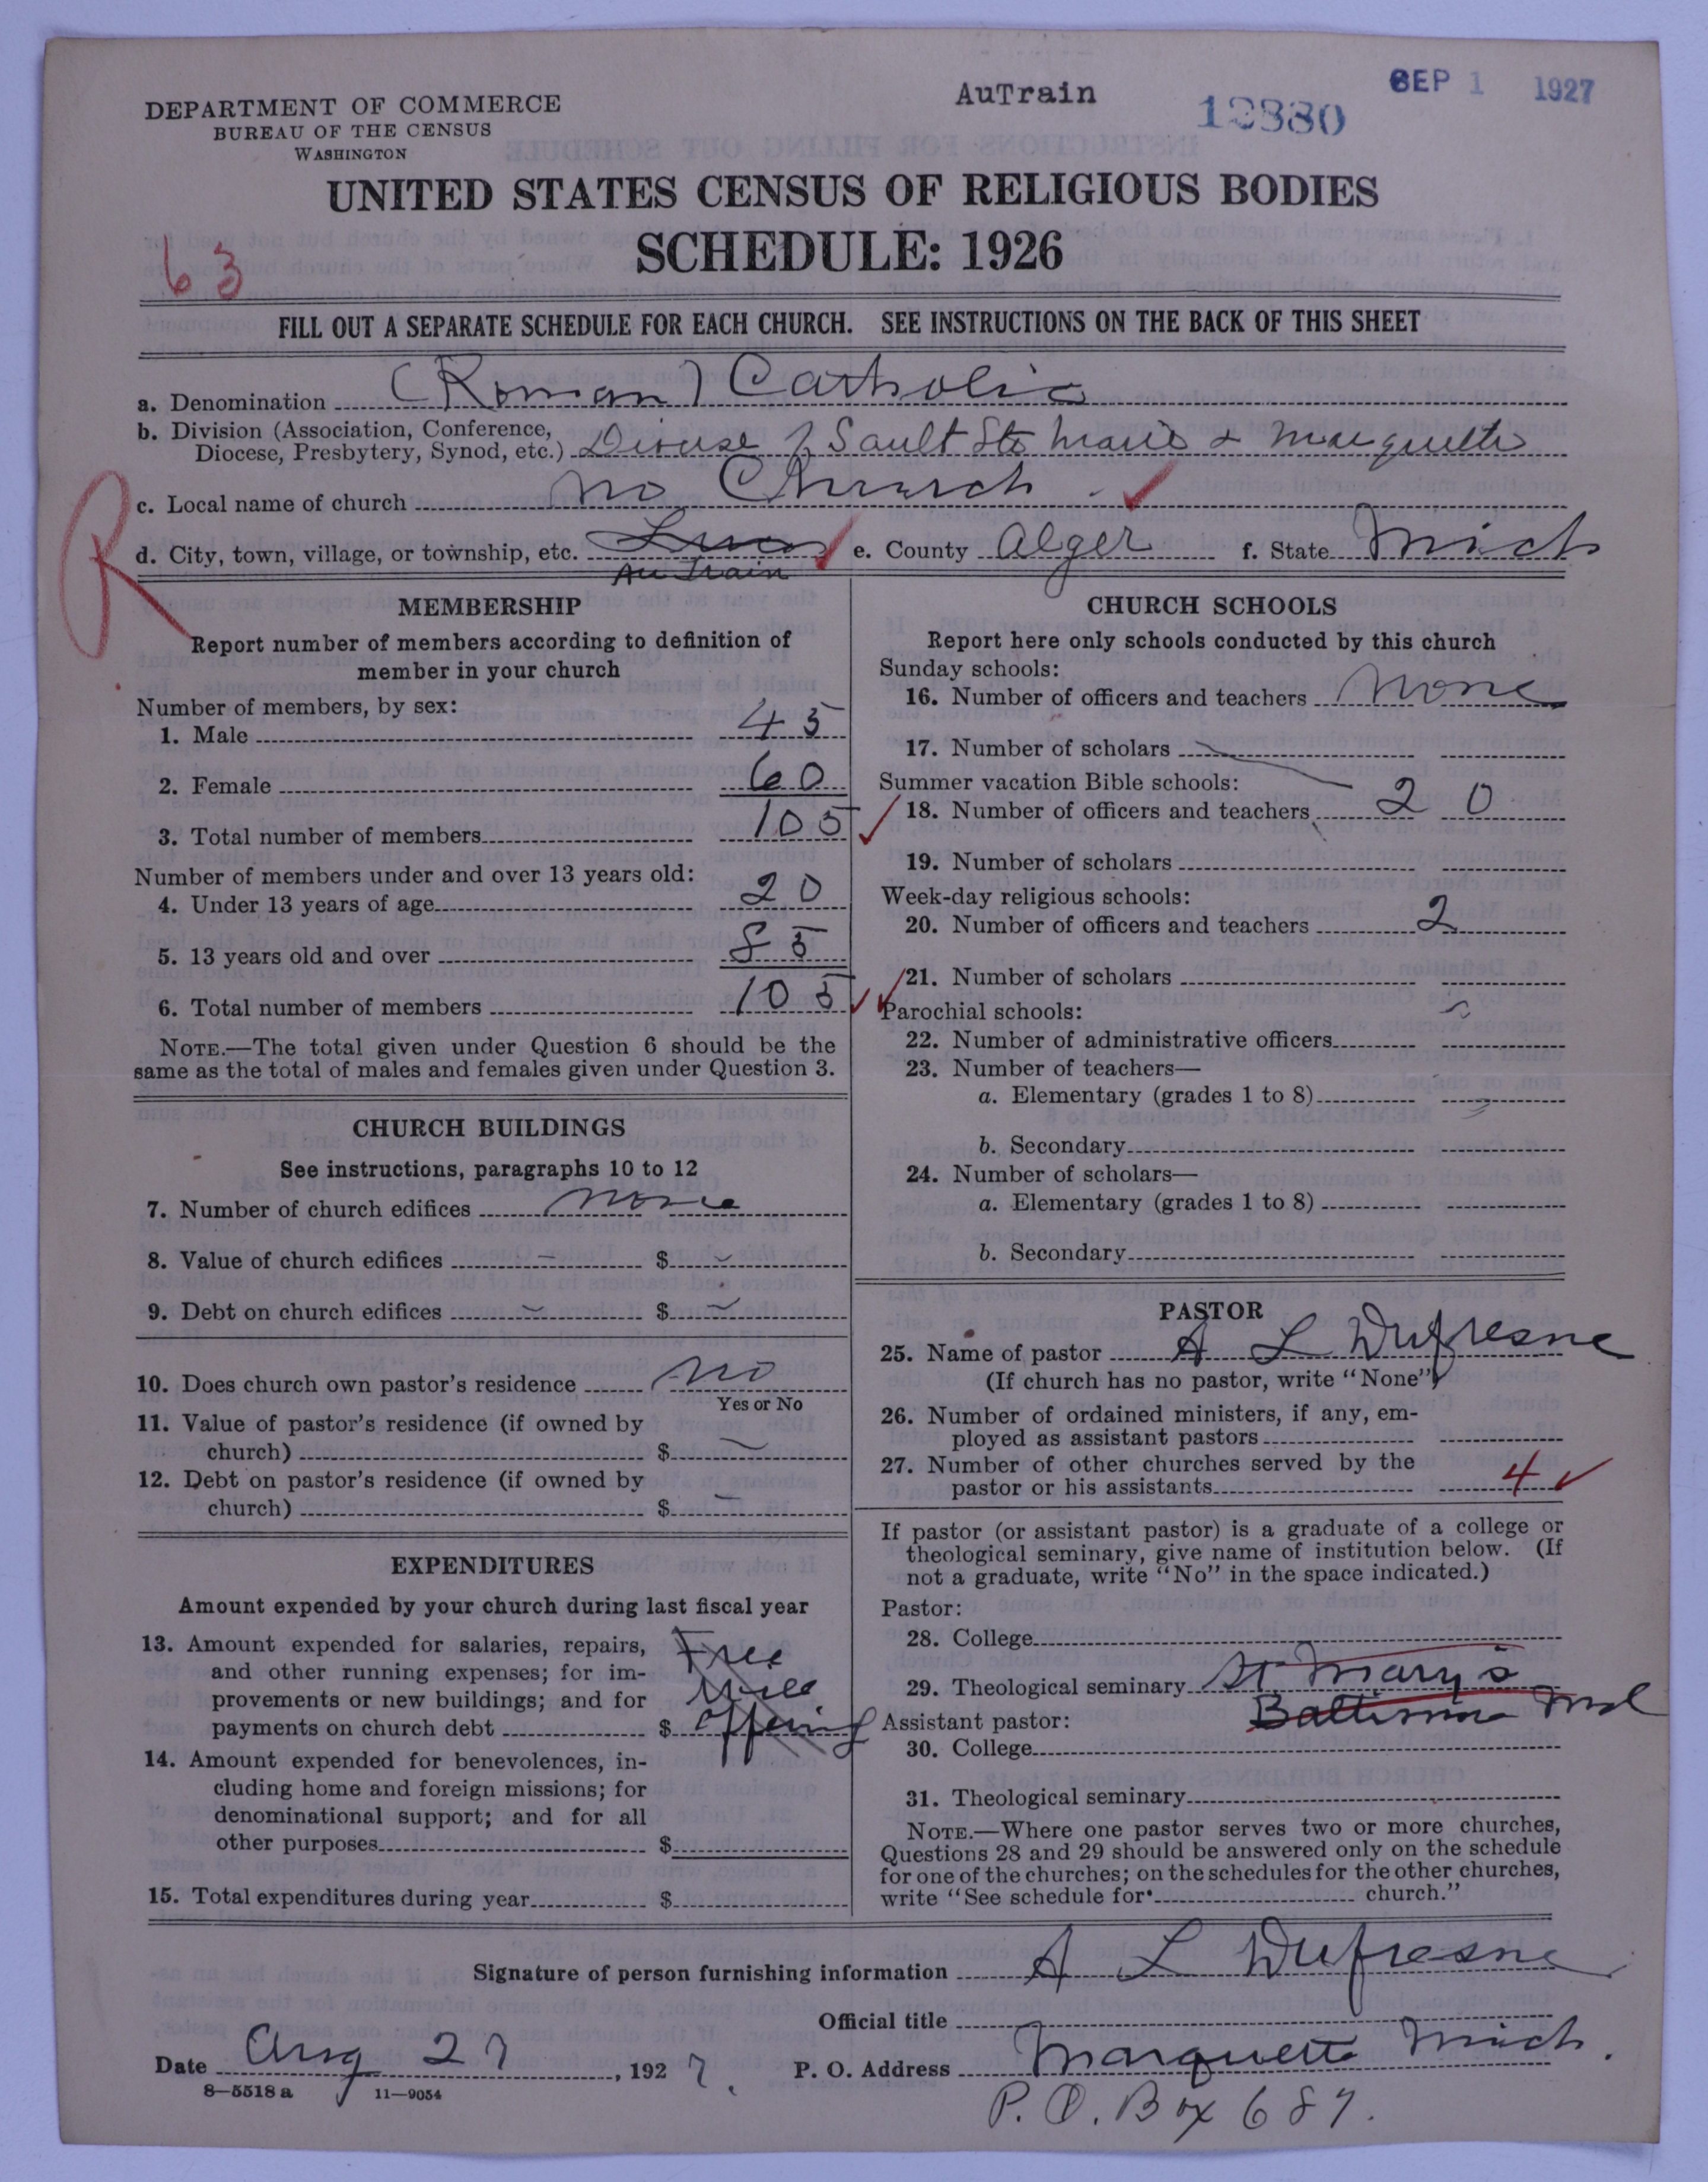 DEPARTMENT OF COMMERCE
BUREAU OF THE CENSUS
WASHINGTON
AuTrain
12880
SEP 1 1927
UNITED STATES CENSUS OF RELIGIOUS BODIES
SCHEDULE: 1926
63
FILL OUT A SEPARATE SCHEDULE FOR EACH CHURCH. SEE INSTRUCTIONS ON THE BACK OF THIS SHEET
a. Denomination (Roman) Catholic
b. Division (Association, Conference,
Diocese, Presbytery, Synod, etc.) Diocese of Sault Ste Marie & Marquette
c. Local name of church no Church
R
d. City, town, village, or township, etc. e. County Alger f. State Mich
Au Train
MEMBERSHIP
Report number of members according to definition of
member in your church
Number of members, by sex:
1. Male 45
2. Female 60
3. Total number of members 105
Number of members under and over 13 years old:
4. Under 13 years of age 20
5. 13 years old and over 85
6. Total number of members 105
NOTE.—The total given under Question 6 should be the
same as the total of males and females given under Question 3.
CHURCH BUILDINGS
See instructions, paragraphs 10 to 12
7. Number of church edifices none
8. Value of church edifices – $ –
9. Debt on church edifices – $ –
10. Does church own pastor's residence no
Yes or No
11. Value of pastor's residence (if owned by
church) $ –
12. Debt on pastor's residence (if owned by
church) $ –
EXPENDITURES
Amount expended by your church during last fiscal year
13. Amount expended for salaries, repairs,
and other running expenses; for im-
provements or new buildings; and for
payments on church debt $
Free
Will
offering
14. Amount expended for benevolences, in-
cluding home and foreign missions; for
denominational support; and for all
other purposes $
15. Total expenditures during year $
CHURCH SCHOOLS
Report here only schools conducted by this church
Sunday schools:
16. Number of officers and teachers none
17. Number of scholars
Summer vacation Bible schools:
18. Number of officers and teachers 20
19. Number of scholars
Week-day religious schools:
20. Number of officers and teachers 2
21. Number of scholars
Parochial schools:
22. Number of administrative officers
23. Number of teachers—
a. Elementary (grades 1 to 8)
b. Secondary
24. Number of scholars—
a. Elementary (grades 1 to 8)
b. Secondary
PASTOR
25. Name of pastor A L Dufresne
(If church has no pastor, write "None")
26. Number of ordained ministers, if any, em-
ployed as assistant pastors
27. Number of other churches served by the
pastor or his assistants 4
If pastor (or assistant pastor) is a graduate of a college or
theological seminary, give name of institution below. (If
not a graduate, write "No" in the space indicated.)
Pastor:
28. College
29. Theological seminary St Mary's
Baltimore Md
Assistant pastor:
30. College
31. Theological seminary
NOTE.—Where one pastor serves two or more churches,
Questions 28 and 29 should be answered only on the schedule
for one of the churches; on the schedules for the other churches,
write "See schedule for church."
Signature of person furnishing information A L Dufresne
Official title
Date Aug 27, 1927. P. O. Address Marquette Mich.
8—5518 a 11—9054
P.O. Box 687.